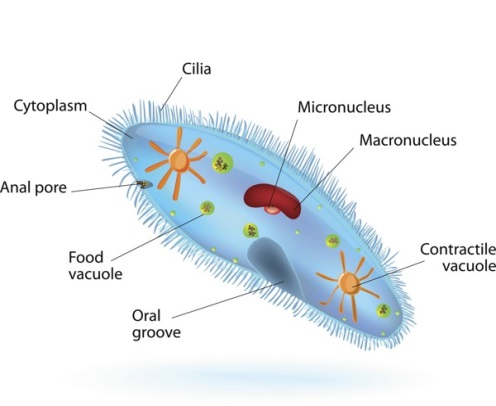 Cilia
Cytoplasm
Micronucleus
Macronucleus
Anal pore
Food
vacuole
Contractile
vacuole
Oral
groove